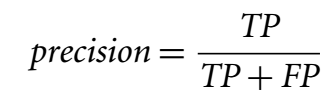 precision = TP / TP + FP